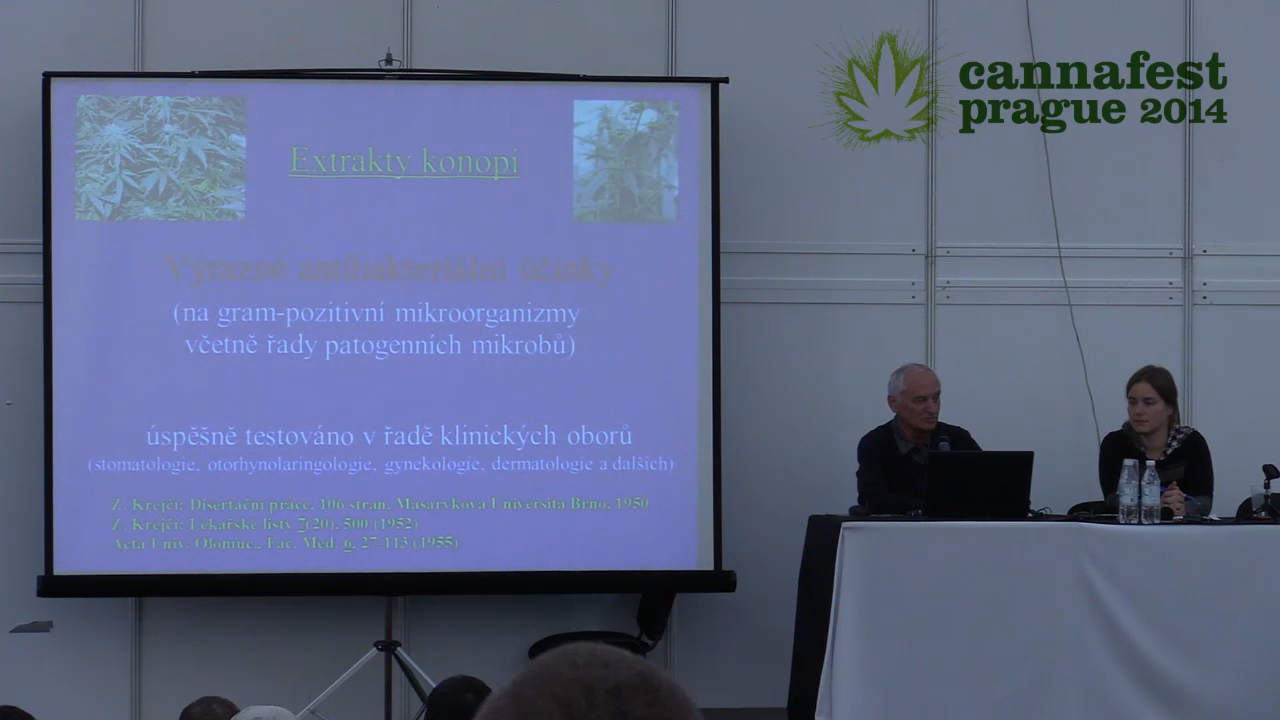 cannafest
prague 2014
Extrakty konopí
Výrazné antibakteriální účinky
(na gram-pozitivní mikroorganizmy
včetně řady patogenních mikrobů)
úspěšně testováno v řadě klinických oborů
(stomatologie, otorhynolaringologie, gynekologie, dermatologie a dalších)
Z. Krejčí: Disertační práce, 106 stran, Masarykova Universita Brno, 1950
Z. Krejčí: Lékařské listy 7(20), 500 (1952)
Acta Univ. Olomuc., Fac. Med. 6, 27-113 (1955)